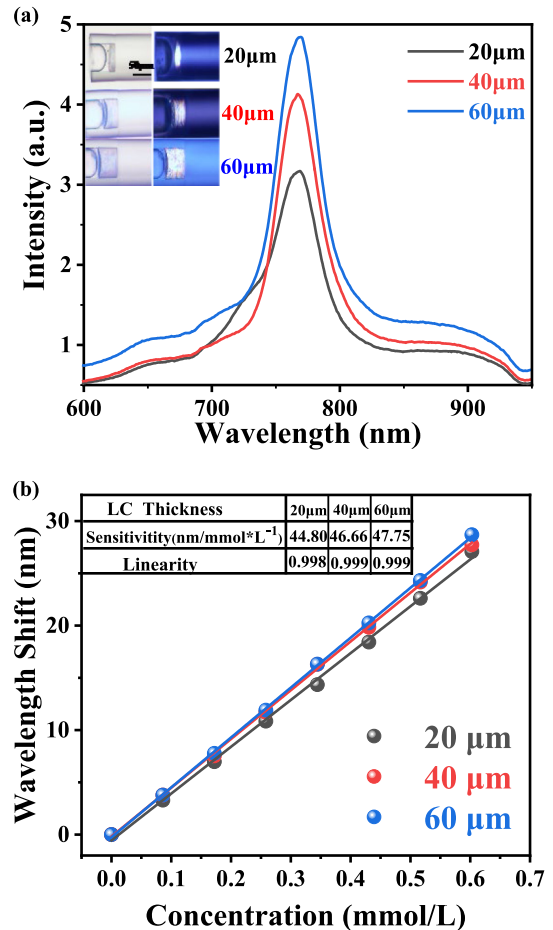 (a)
20μm
40μm
60μm
20μm
40μm
60μm
5
4
3
2
1
Intensity (a.u.)
600 700 800 900
Wavelength (nm)
(b)
LC Thickness 20μm 40μm 60μm
Sensitivitity(nm/mmol*L⁻¹) 44.80 46.66 47.75
Linearity 0.998 0.999 0.999
30
20
10
0
Wavelength Shift (nm)
20 μm
40 μm
60 μm
0.0 0.1 0.2 0.3 0.4 0.5 0.6 0.7
Concentration (mmol/L)